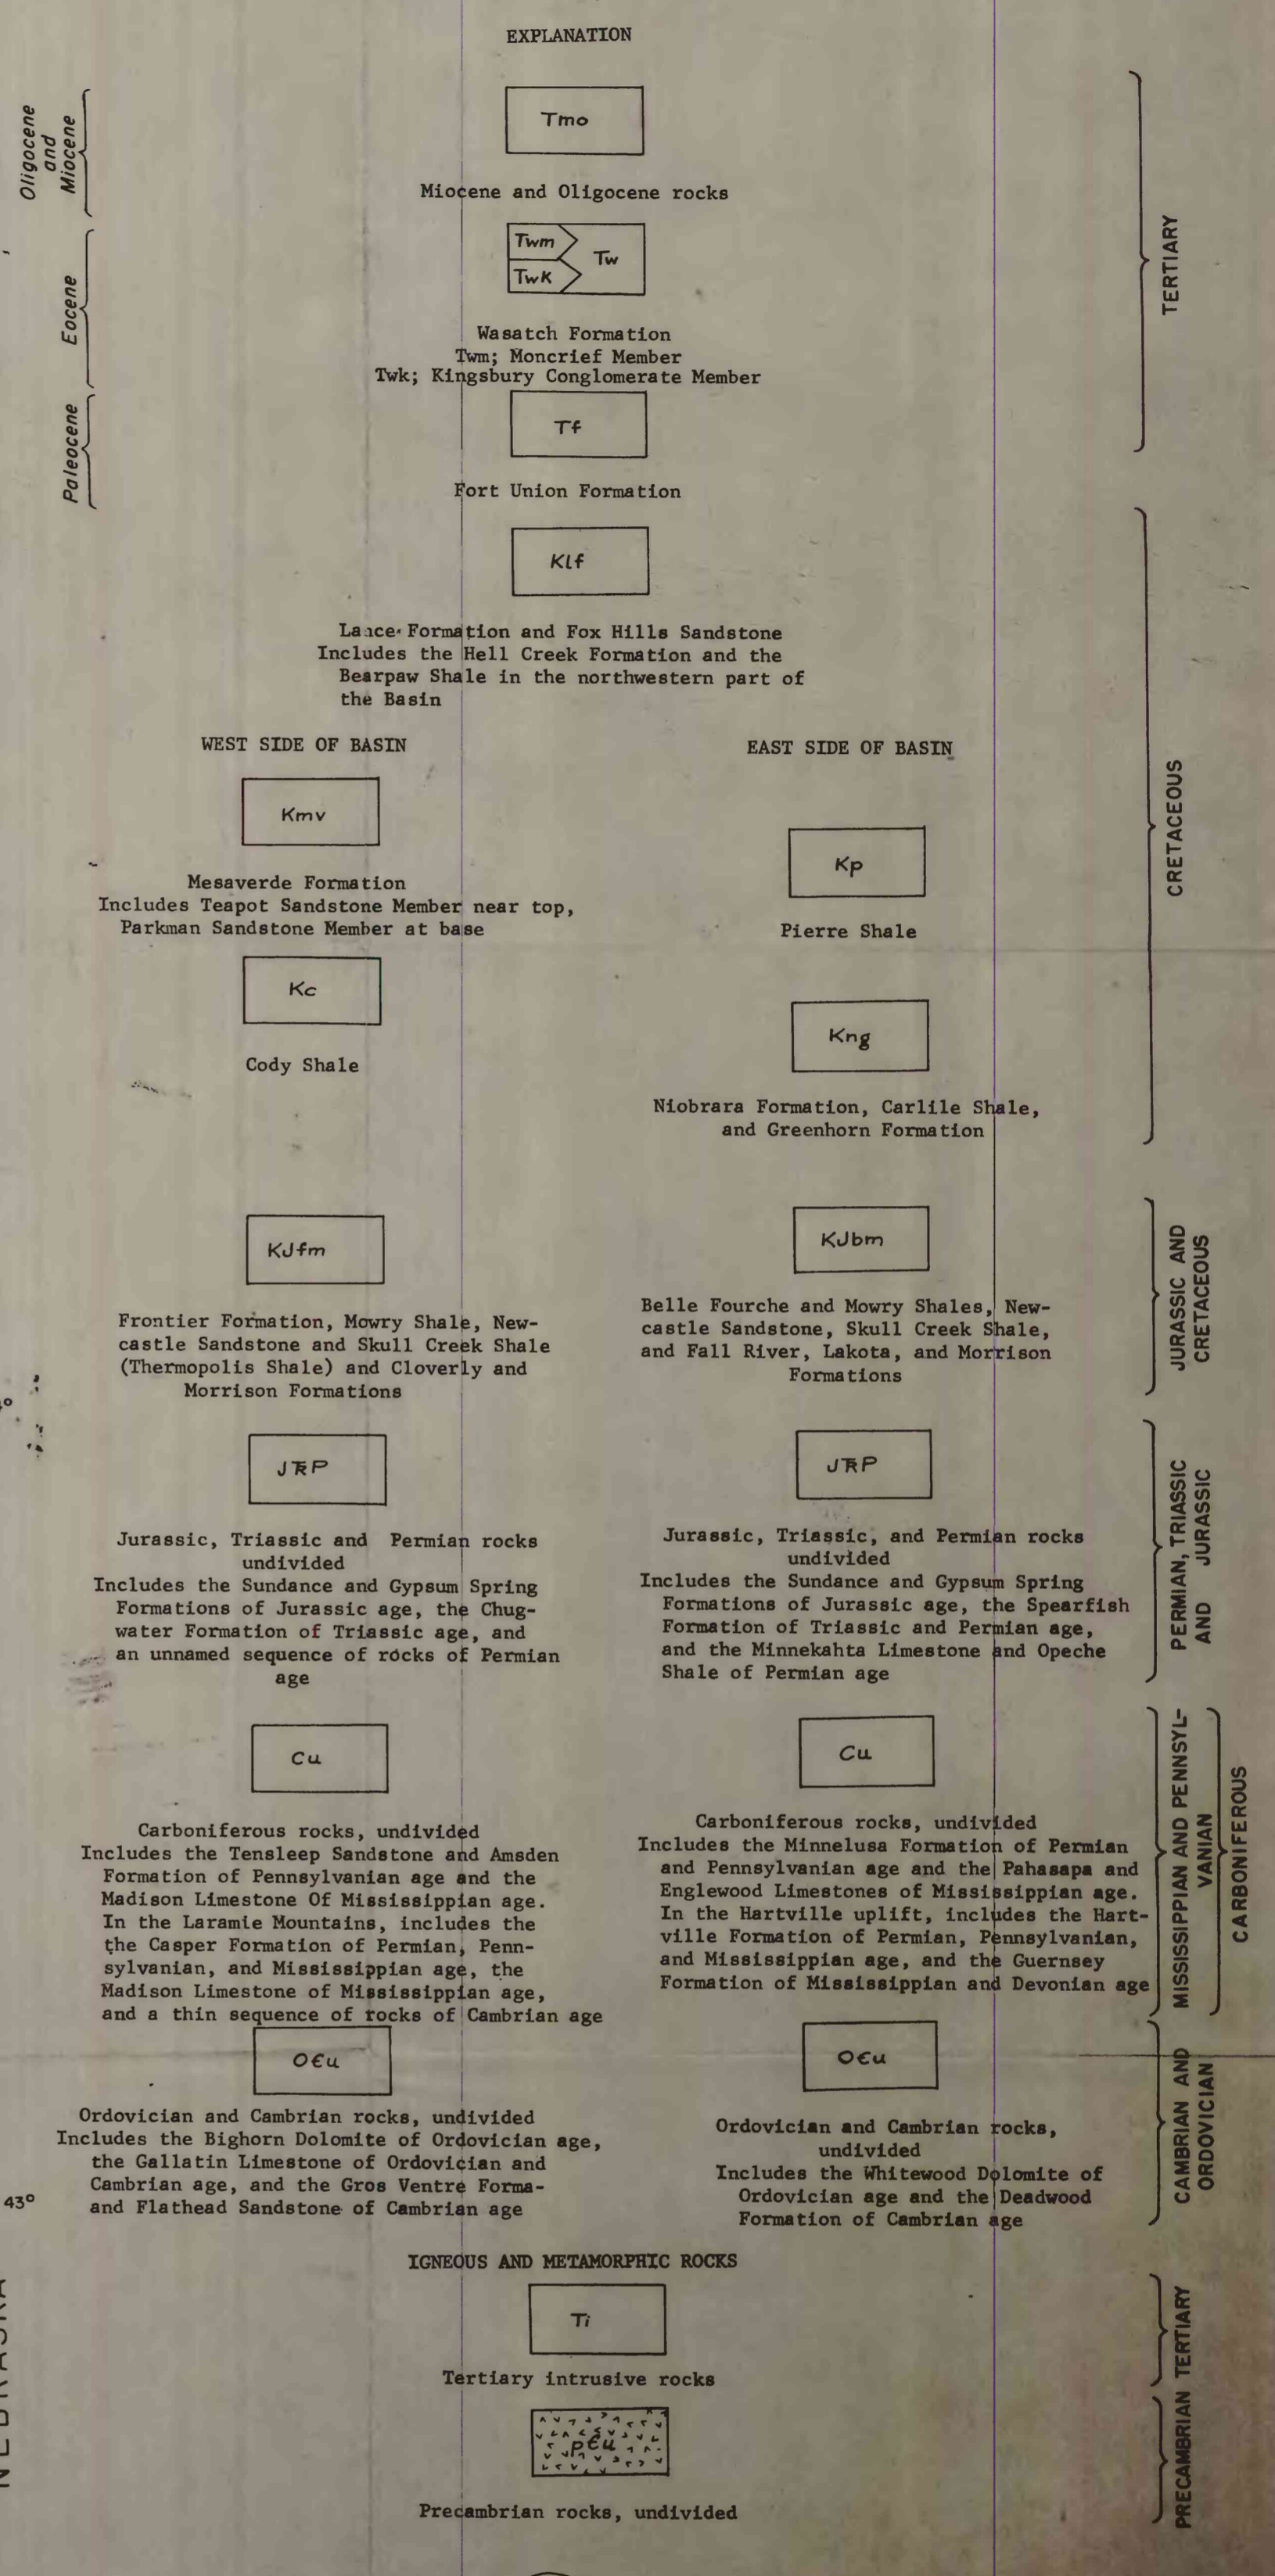 EXPLANATION
Oligocene
and
Miocene
Tmo
Miocene and Oligocene rocks
Eocene
Twm
Tw
Twk
Wasatch Formation
Twm; Moncrief Member
Twk; Kingsbury Conglomerate Member
Paleocene
Tf
Fort Union Formation
TERTIARY
Klf
Lance Formation and Fox Hills Sandstone
Includes the Hell Creek Formation and the
Bearpaw Shale in the northwestern part of
the Basin
WEST SIDE OF BASIN
Kmv
Mesaverde Formation
Includes Teapot Sandstone Member near top,
Parkman Sandstone Member at base
Kc
Cody Shale
EAST SIDE OF BASIN
Kp
Pierre Shale
Kng
Niobrara Formation, Carlile Shale,
and Greenhorn Formation
CRETACEOUS
KJfm
Frontier Formation, Mowry Shale, New-
castle Sandstone and Skull Creek Shale
(Thermopolis Shale) and Cloverly and
Morrison Formations
KJbm
Belle Fourche and Mowry Shales, New-
castle Sandstone, Skull Creek Shale,
and Fall River, Lakota, and Morrison
Formations
JURASSIC AND
CRETACEOUS
JTRP
Jurassic, Triassic and Permian rocks
undivided
Includes the Sundance and Gypsum Spring
Formations of Jurassic age, the Chug-
water Formation of Triassic age, and
an unnamed sequence of rocks of Permian
age
JTRP
Jurassic, Triassic, and Permian rocks
undivided
Includes the Sundance and Gypsum Spring
Formations of Jurassic age, the Spearfish
Formation of Triassic and Permian age,
and the Minnekahta Limestone and Opeche
Shale of Permian age
PERMIAN, TRIASSIC
AND JURASSIC
Cu
Carboniferous rocks, undivided
Includes the Tensleep Sandstone and Amsden
Formation of Pennsylvanian age and the
Madison Limestone Of Mississippian age.
In the Laramie Mountains, includes the
the Casper Formation of Permian, Penn-
sylvanian, and Mississippian age, the
Madison Limestone of Mississippian age,
and a thin sequence of rocks of Cambrian age
Cu
Carboniferous rocks, undivided
Includes the Minnelusa Formation of Permian
and Pennsylvanian age and the Pahasapa and
Englewood Limestones of Mississippian age.
In the Hartville uplift, includes the Hart-
ville Formation of Permian, Pennsylvanian,
and Mississippian age, and the Guernsey
Formation of Mississippian and Devonian age
MISSISSIPPIAN AND PENNSYL-
VANIAN
CARBONIFEROUS
O€u
Ordovician and Cambrian rocks, undivided
Includes the Bighorn Dolomite of Ordovician age,
the Gallatin Limestone of Ordovician and
Cambrian age, and the Gros Ventre Forma-
and Flathead Sandstone of Cambrian age
O€u
Ordovician and Cambrian rocks,
undivided
Includes the Whitewood Dolomite of
Ordovician age and the Deadwood
Formation of Cambrian age
CAMBRIAN AND
ORDOVICIAN
43°
IGNEOUS AND METAMORPHIC ROCKS
Ti
Tertiary intrusive rocks
TERTIARY
p€u
Precambrian rocks, undivided
PRECAMBRIAN